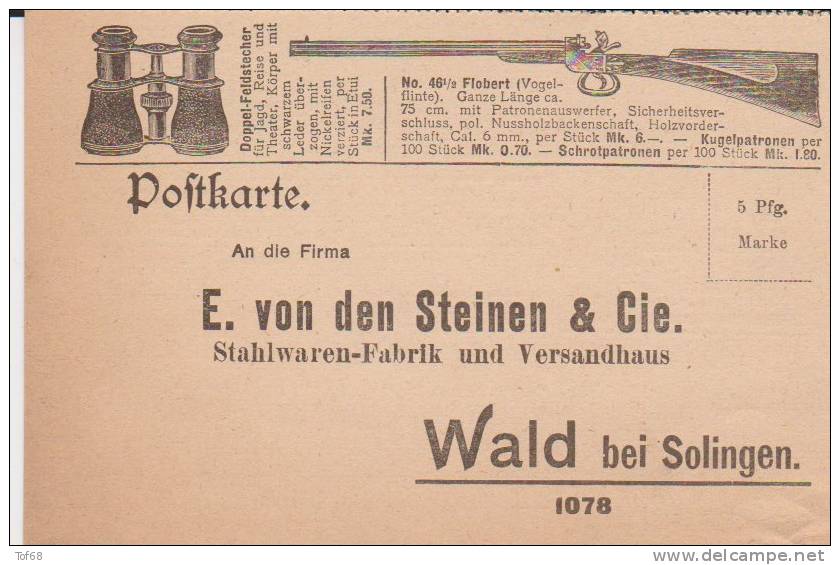 Doppel-Feldstecher
für Jagd, Reise und
Theater, Körper mit
schwarzem
Leder über-
zogen, mit
Nickelreifen
verziert, per
Stück in Etui
Mk. 7.50.
No. 46½ Flobert (Vogel-
flinte). Ganze Länge ca.
75 cm. mit Patronenauswerfer, Sicherheitsver-
schluss, pol. Nussholzbackenschaft, Holzvorder-
schaft, Cal. 6 mm., per Stück Mk. 6.—. — Kugelpatronen per
100 Stück Mk. 0.70. — Schrotpatronen per 100 Stück Mk. 1.80.
Postkarte.
5 Pfg.
Marke
An die Firma
E. von den Steinen & Cie.
Stahlwaren-Fabrik und Versandhaus
Wald bei Solingen.
1078
Tof68
www.delcampe.net